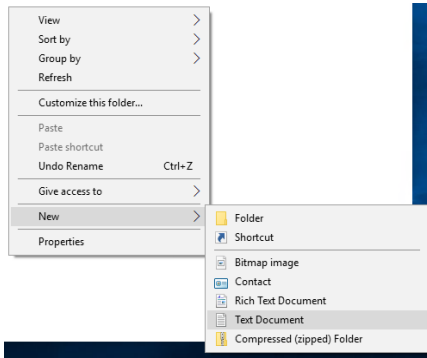 View
Sort by
Group by
Refresh
Customize this folder...
Paste
Paste shortcut
Undo Rename Ctrl+Z
Give access to
New
Properties
Folder
Shortcut
Bitmap image
Contact
Rich Text Document
Text Document
Compressed (zipped) Folder